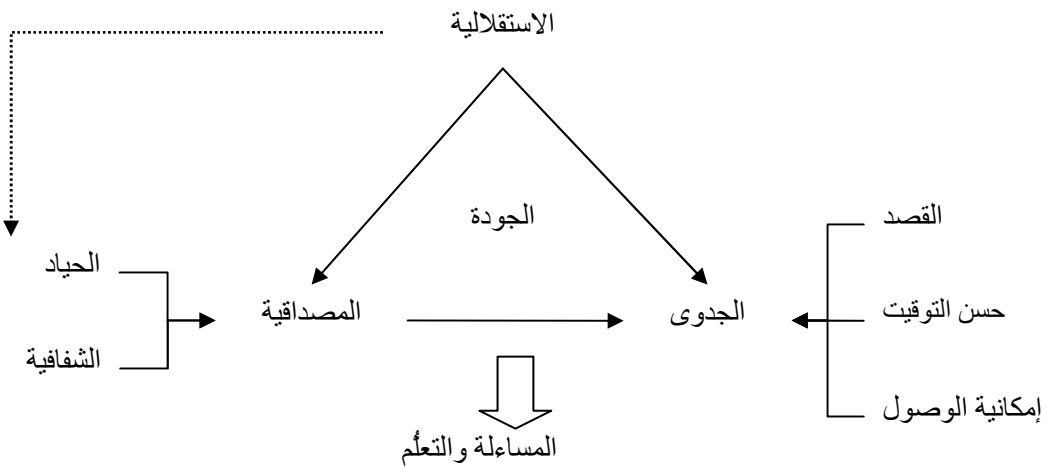 الاستقلالية
الجودة
القصد
الحياد
المصداقية
الجدوى
حسن التوقيت
الشفافية
إمكانية الوصول
المساءلة والتعلُّم